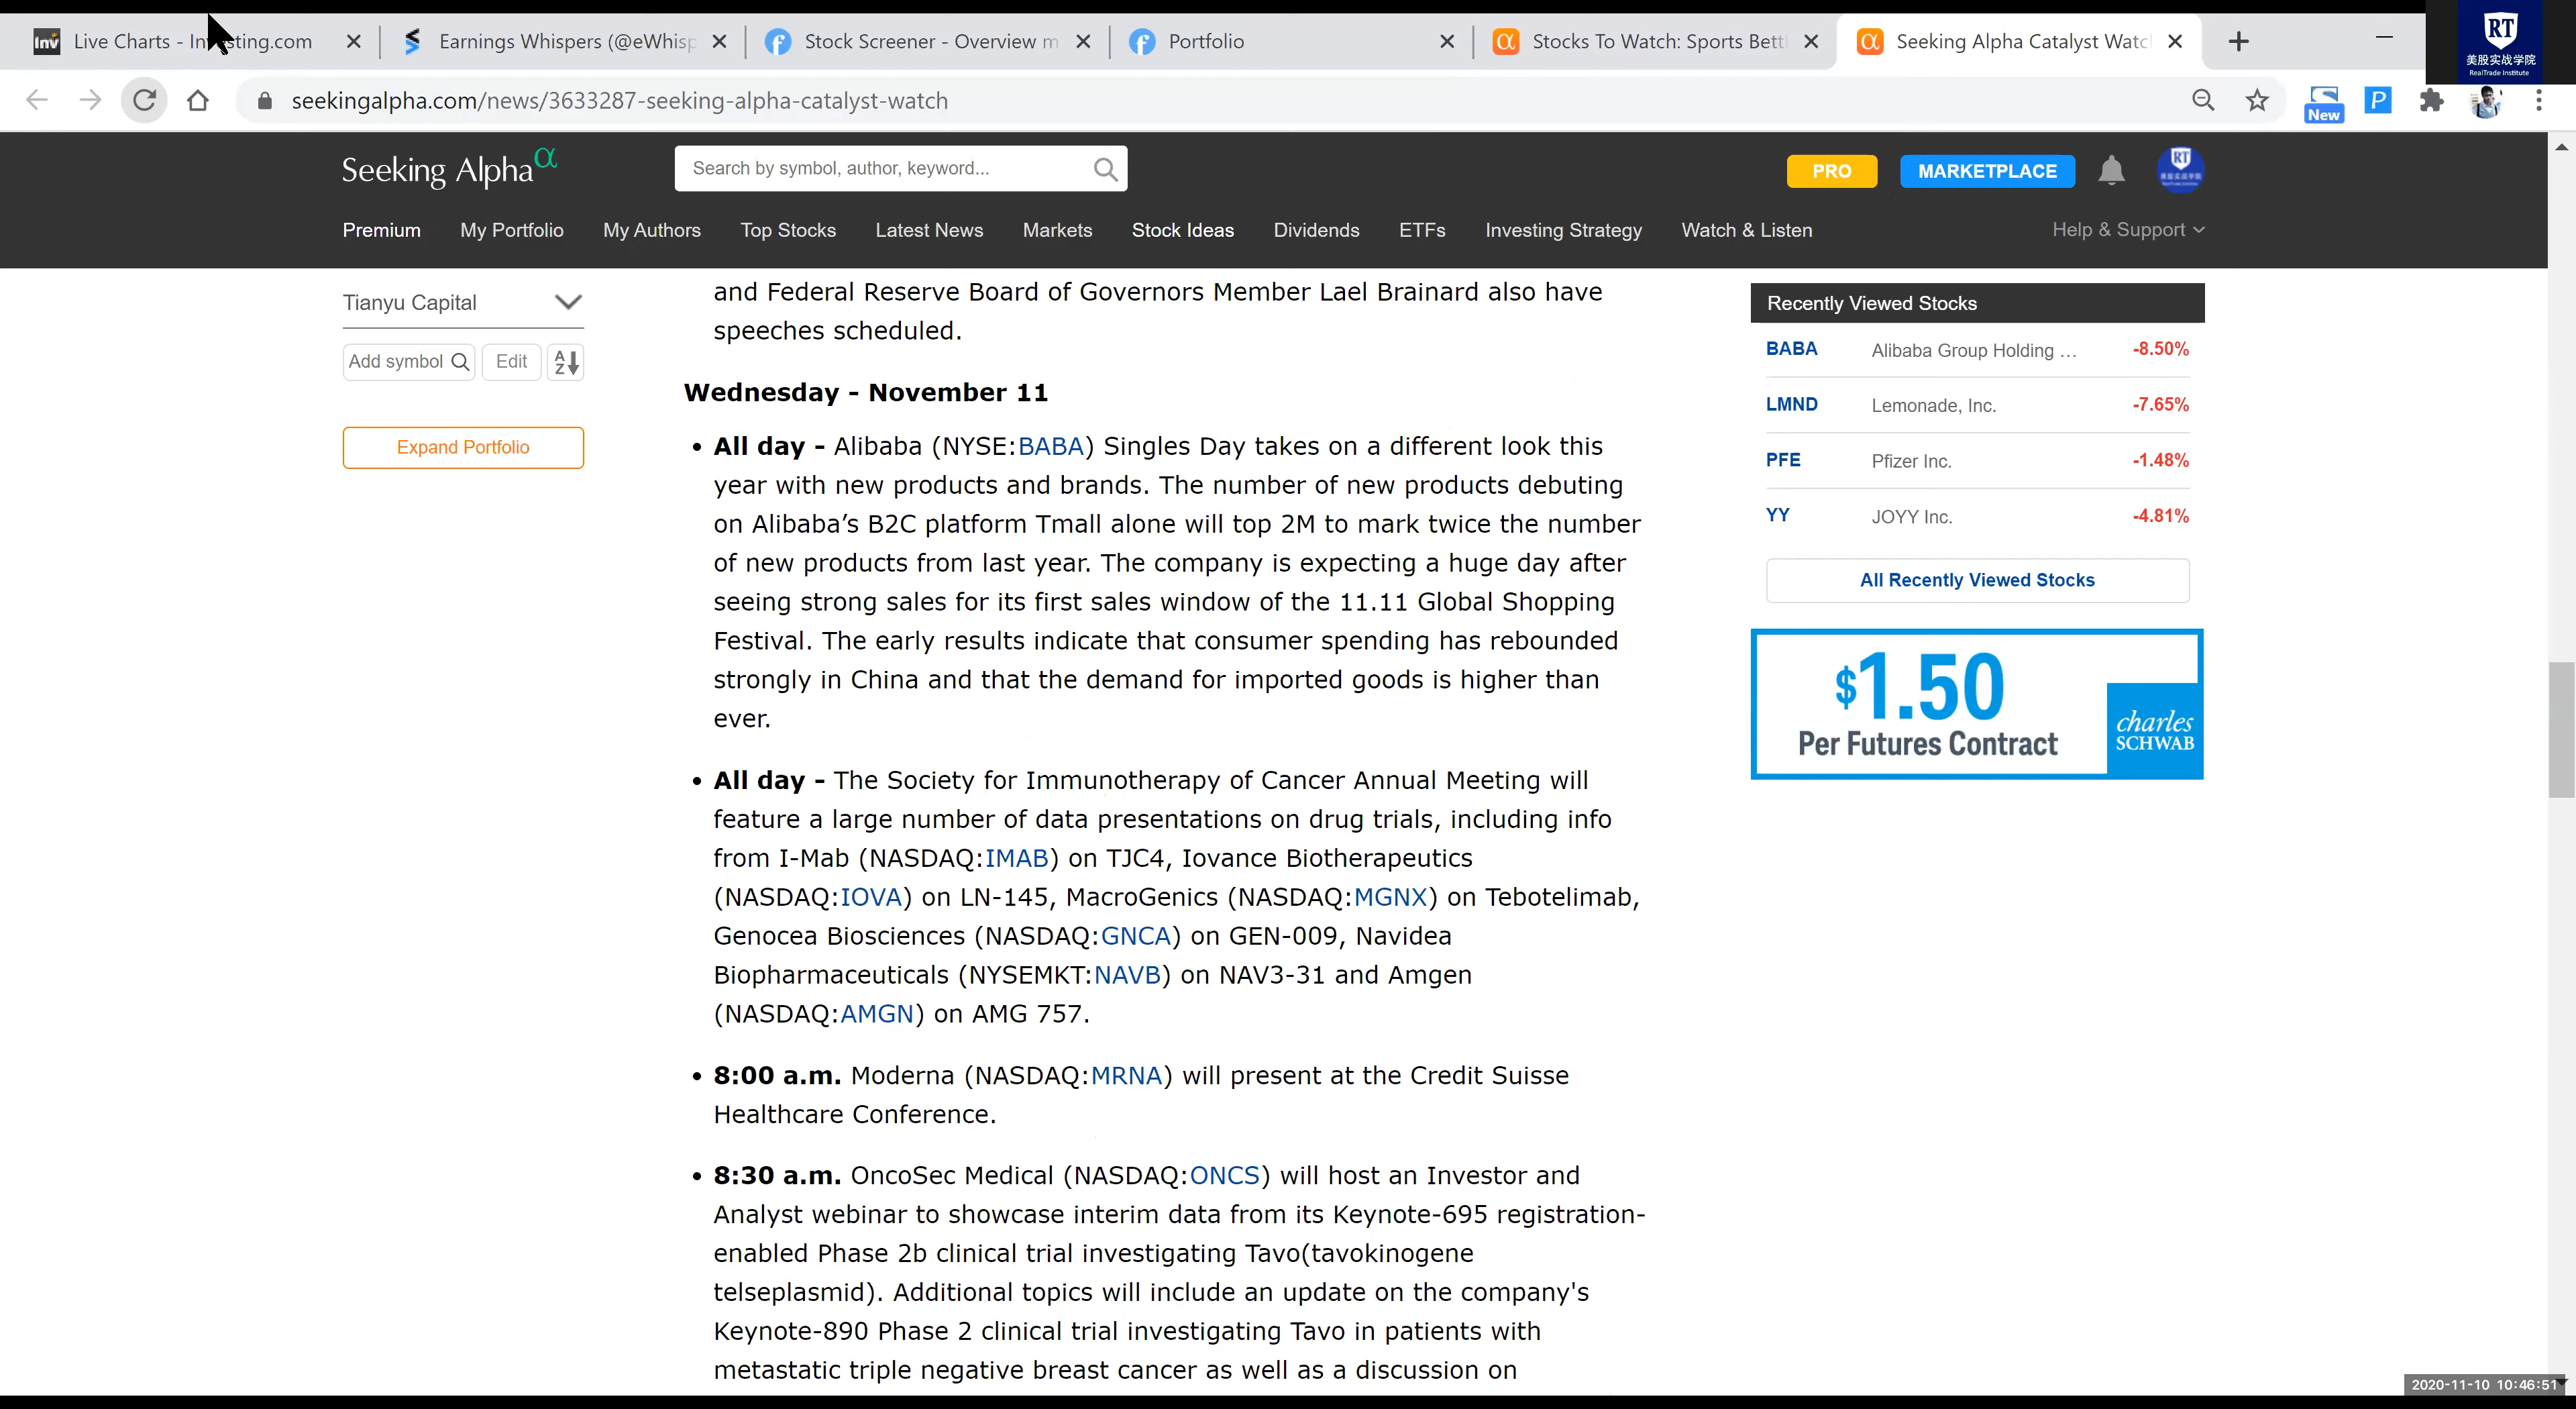 Live Charts - Investing.com
Earnings Whispers (@eWhisp
Stock Screener - Overview m
Portfolio
Stocks To Watch: Sports Bett
Seeking Alpha Catalyst Watc
RT
美股实战学院
RealTrade Institute
seekingalpha.com/news/3633287-seeking-alpha-catalyst-watch
New
P
Seeking Alpha α
Search by symbol, author, keyword...
PRO
MARKETPLACE
RT
Premium
My Portfolio
My Authors
Top Stocks
Latest News
Markets
Stock Ideas
Dividends
ETFs
Investing Strategy
Watch & Listen
Help & Support
Tianyu Capital
Add symbol
Edit
A
Z
Expand Portfolio
and Federal Reserve Board of Governors Member Lael Brainard also have
speeches scheduled.
Wednesday - November 11
• All day - Alibaba (NYSE:BABA) Singles Day takes on a different look this
year with new products and brands. The number of new products debuting
on Alibaba’s B2C platform Tmall alone will top 2M to mark twice the number
of new products from last year. The company is expecting a huge day after
seeing strong sales for its first sales window of the 11.11 Global Shopping
Festival. The early results indicate that consumer spending has rebounded
strongly in China and that the demand for imported goods is higher than
ever.
• All day - The Society for Immunotherapy of Cancer Annual Meeting will
feature a large number of data presentations on drug trials, including info
from I-Mab (NASDAQ:IMAB) on TJC4, Iovance Biotherapeutics
(NASDAQ:IOVA) on LN-145, MacroGenics (NASDAQ:MGNX) on Tebotelimab,
Genocea Biosciences (NASDAQ:GNCA) on GEN-009, Navidea
Biopharmaceuticals (NYSEMKT:NAVB) on NAV3-31 and Amgen
(NASDAQ:AMGN) on AMG 757.
• 8:00 a.m. Moderna (NASDAQ:MRNA) will present at the Credit Suisse
Healthcare Conference.
• 8:30 a.m. OncoSec Medical (NASDAQ:ONCS) will host an Investor and
Analyst webinar to showcase interim data from its Keynote-695 registration-
enabled Phase 2b clinical trial investigating Tavo(tavokinogene
telseplasmid). Additional topics will include an update on the company's
Keynote-890 Phase 2 clinical trial investigating Tavo in patients with
metastatic triple negative breast cancer as well as a discussion on
Recently Viewed Stocks
BABA Alibaba Group Holding ... -8.50%
LMND Lemonade, Inc. -7.65%
PFE Pfizer Inc. -1.48%
YY JOYY Inc. -4.81%
All Recently Viewed Stocks
$1.50
Per Futures Contract
charles
SCHWAB
2020-11-10 10:46:51